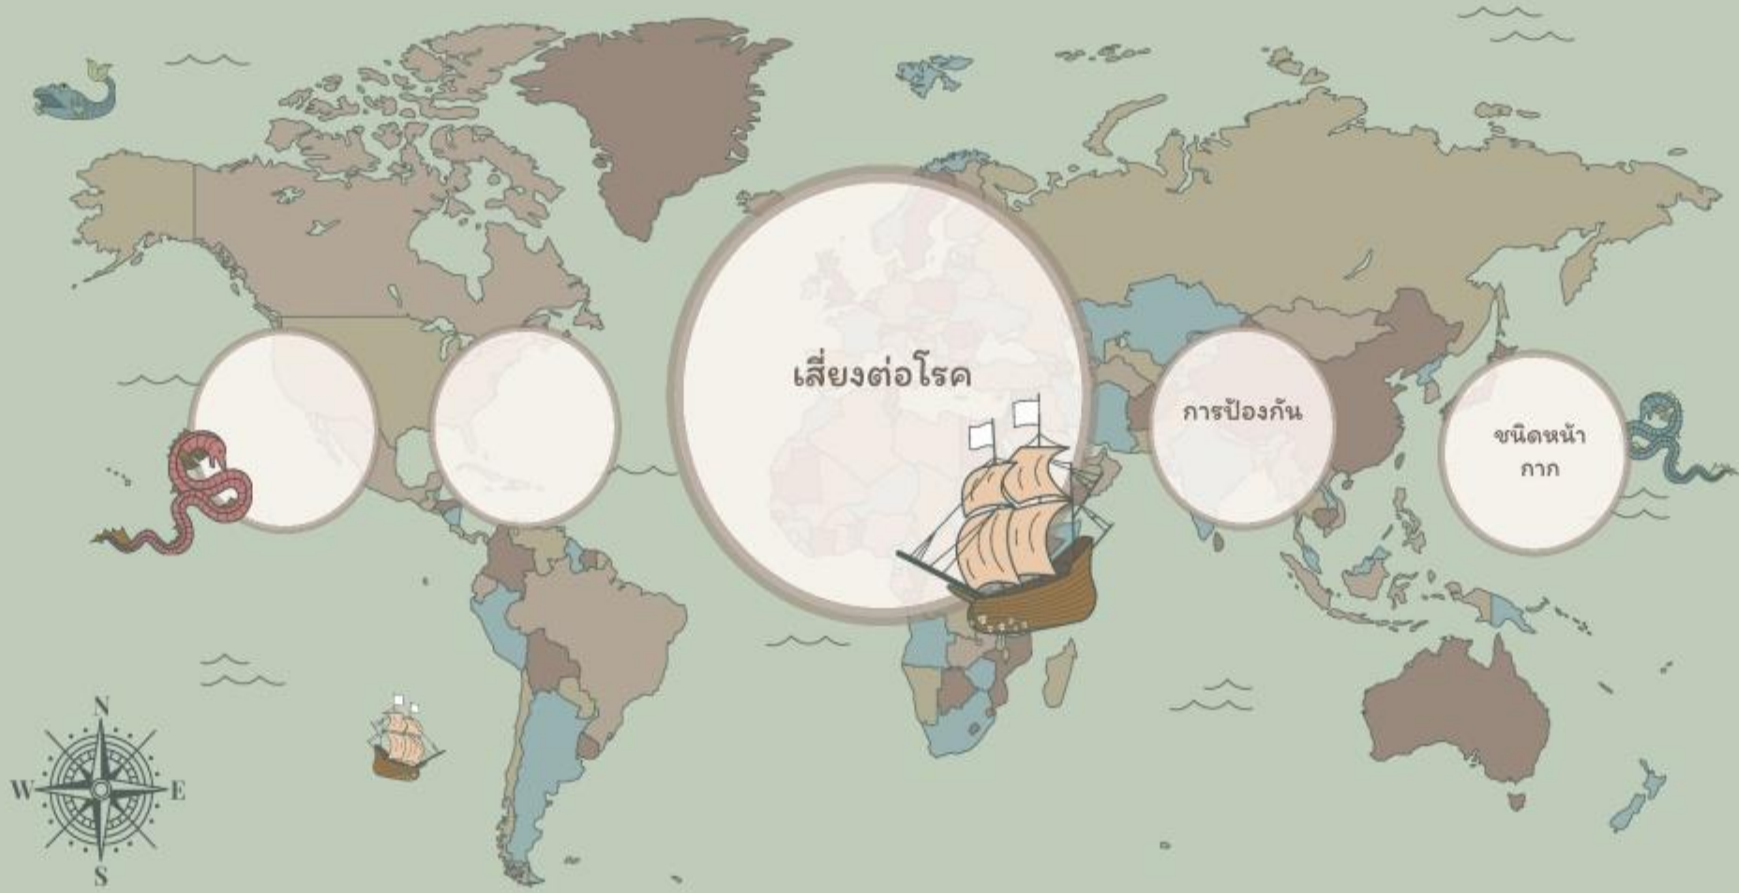 เสี่ยงต่อโรค
การป้องกัน
ชนิดหน้า
กาก
N
W
E
S